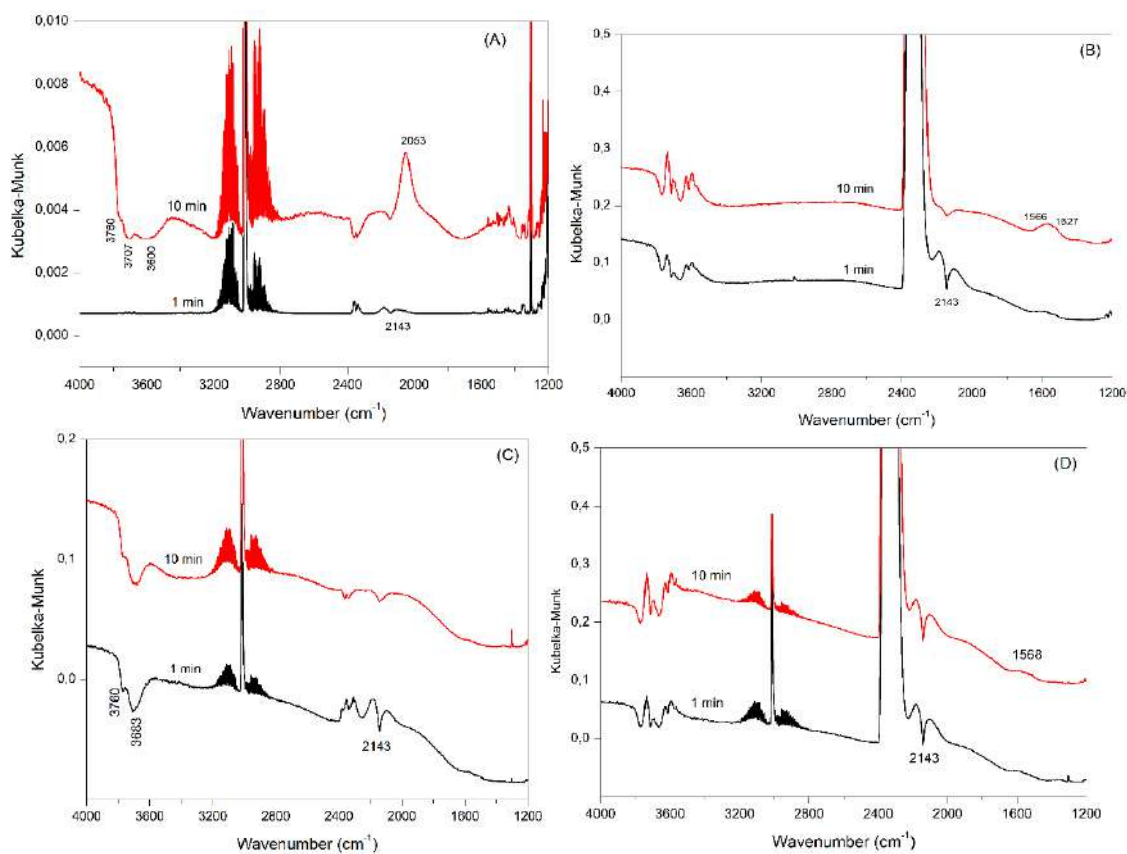 (A)
0,010
0,008
0,006
0,004
0,002
0,000
Kubelka-Munk
2053
10 min
3760
3707
3600
1 min
2143
4000 3600 3200 2800 2400 2000 1600 1200
Wavenumber (cm-1)
(B)
0,5
0,4
0,3
0,2
0,1
0,0
Kubelka-Munk
10 min
1566
1627
1 min
2143
4000 3600 3200 2800 2400 2000 1600 1200
Wavenumber (cm-1)
(C)
0,2
0,1
0,0
Kubelka-Munk
10 min
1 min
3760
3683
2143
4000 3600 3200 2800 2400 2000 1600 1200
Wavenumber (cm-1)
(D)
0,5
0,4
0,3
0,2
0,1
0,0
Kubelka-Munk
10 min
1568
1 min
2143
4000 3600 3200 2800 2400 2000 1600 1200
Wavenumber (cm-1)